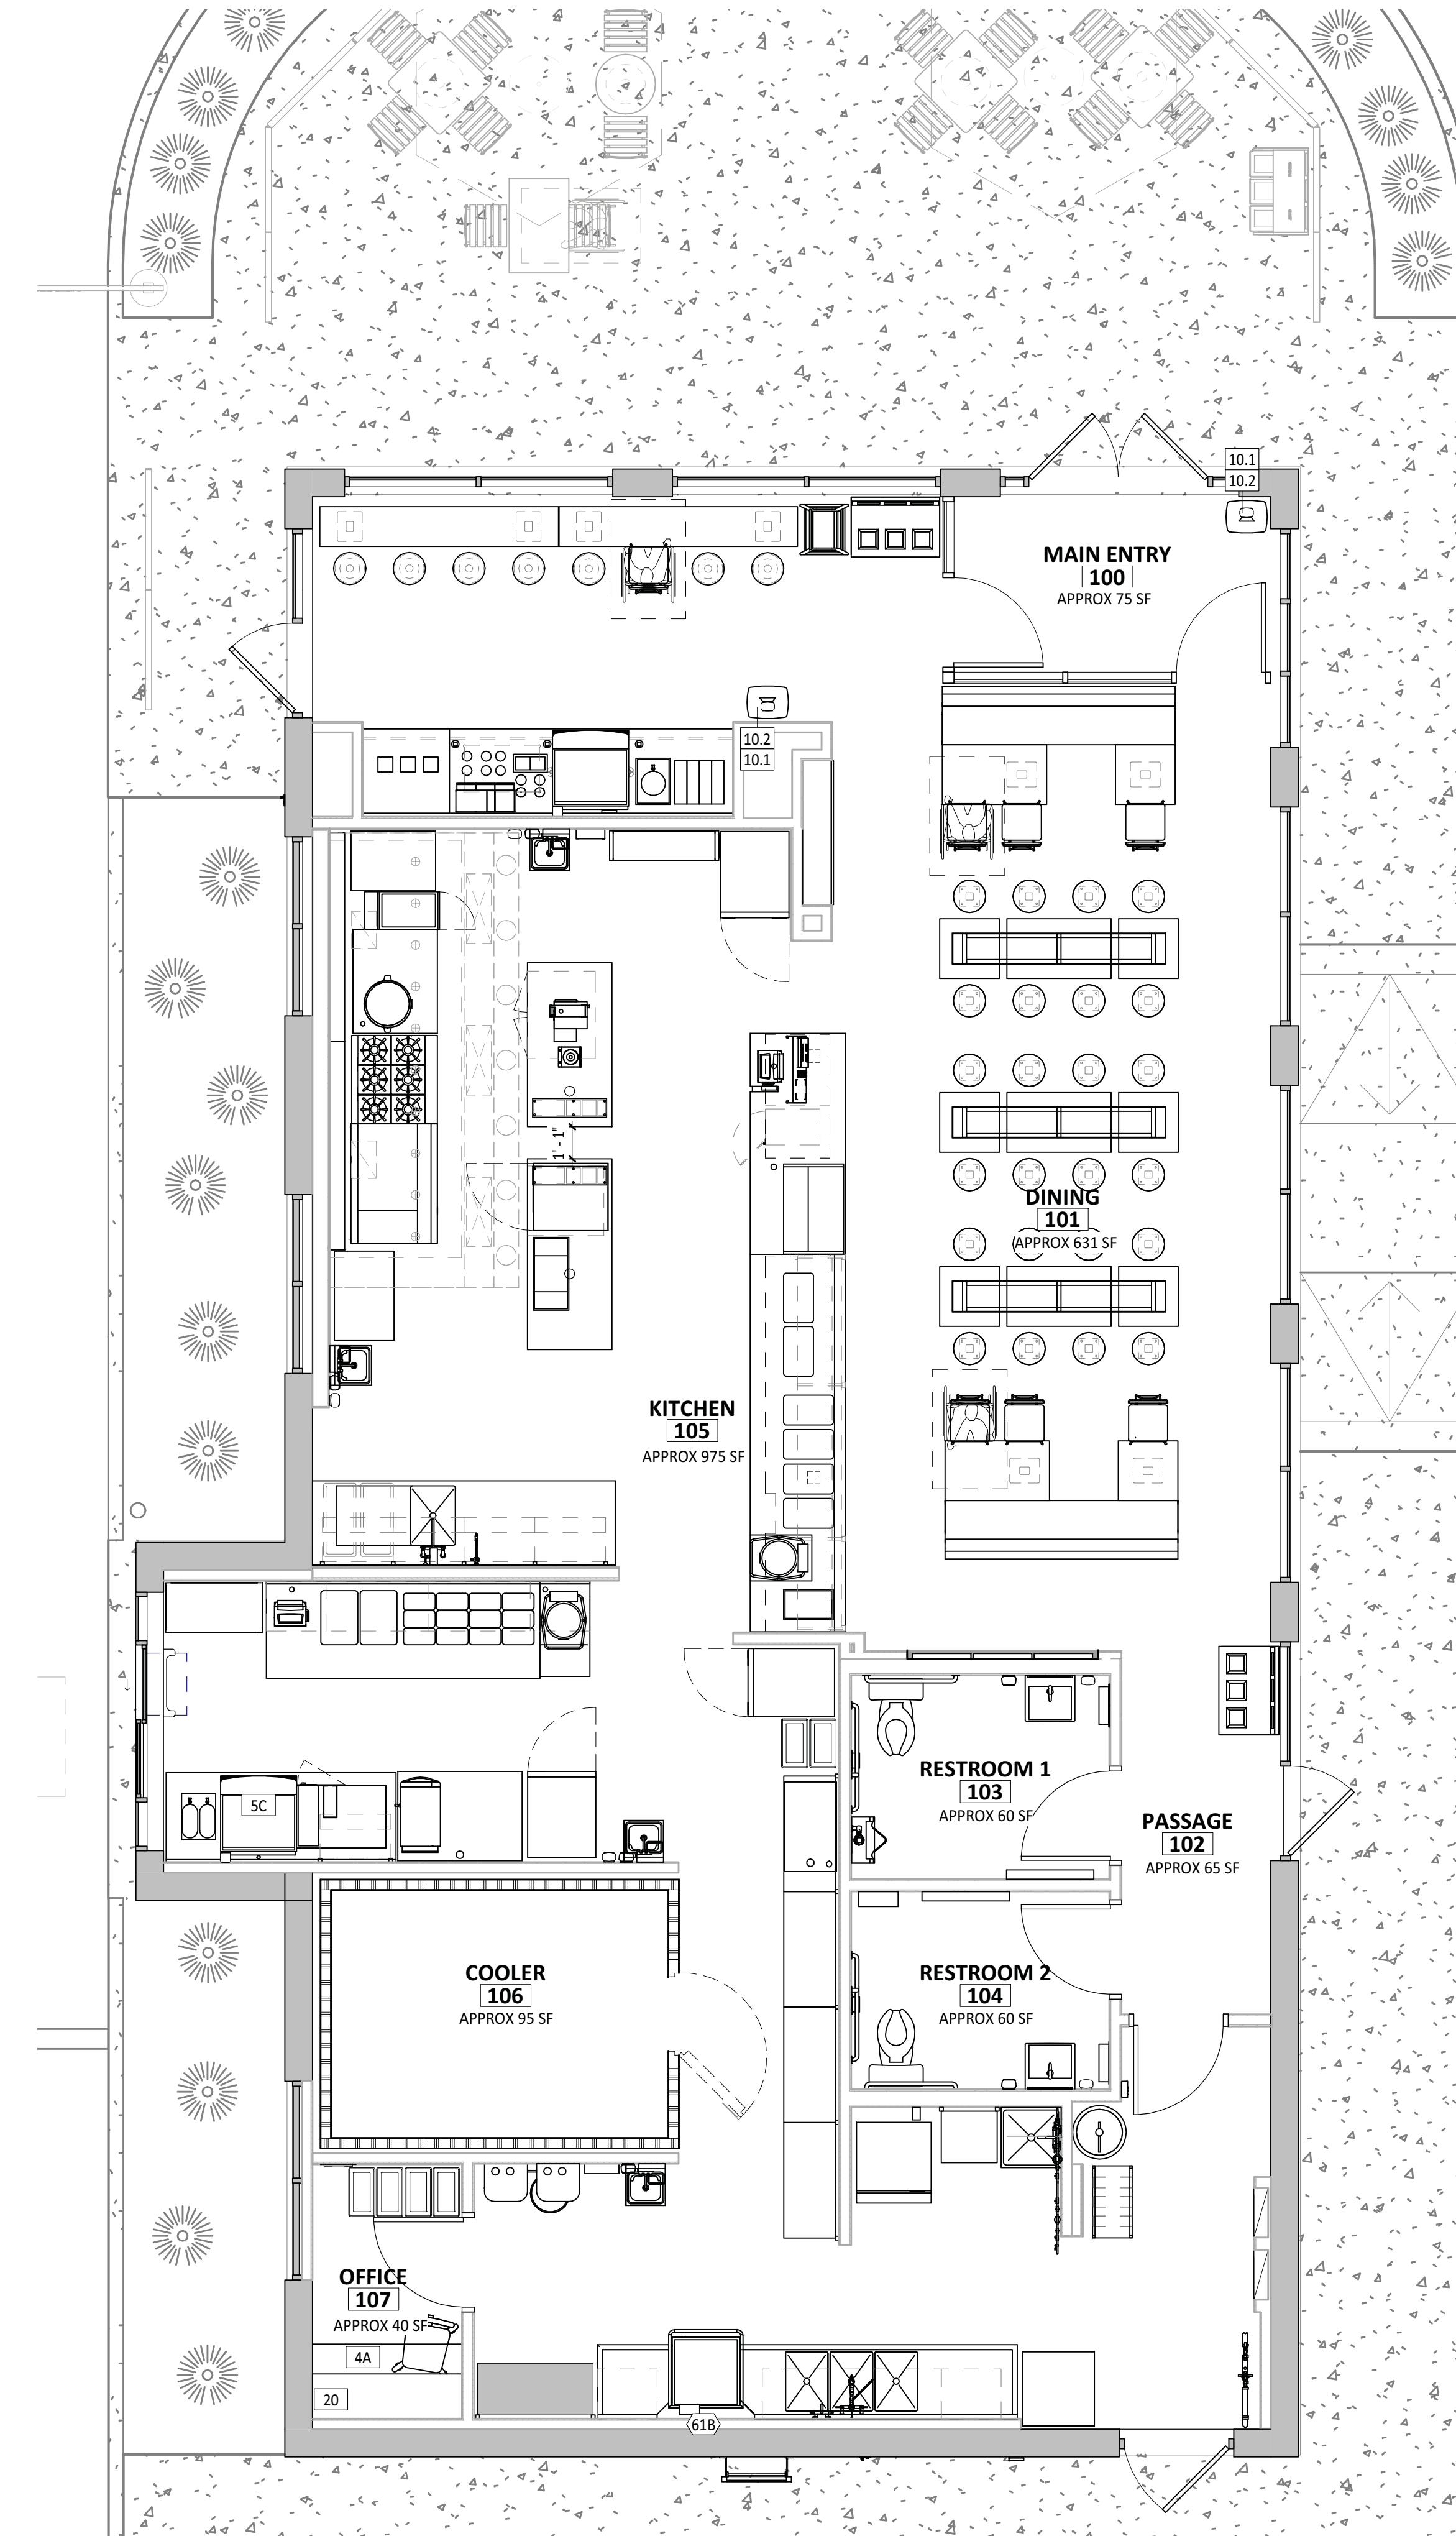 10.1
10.2
MAIN ENTRY
100
APPROX 75 SF
10.2
10.1
1'-1"
DINING
101
APPROX 631 SF
KITCHEN
105
APPROX 975 SF
5C
RESTROOM 1
103
APPROX 60 SF
PASSAGE
102
APPROX 65 SF
COOLER
106
APPROX 95 SF
RESTROOM 2
104
APPROX 60 SF
OFFICE
107
APPROX 40 SF
4A
20
61B